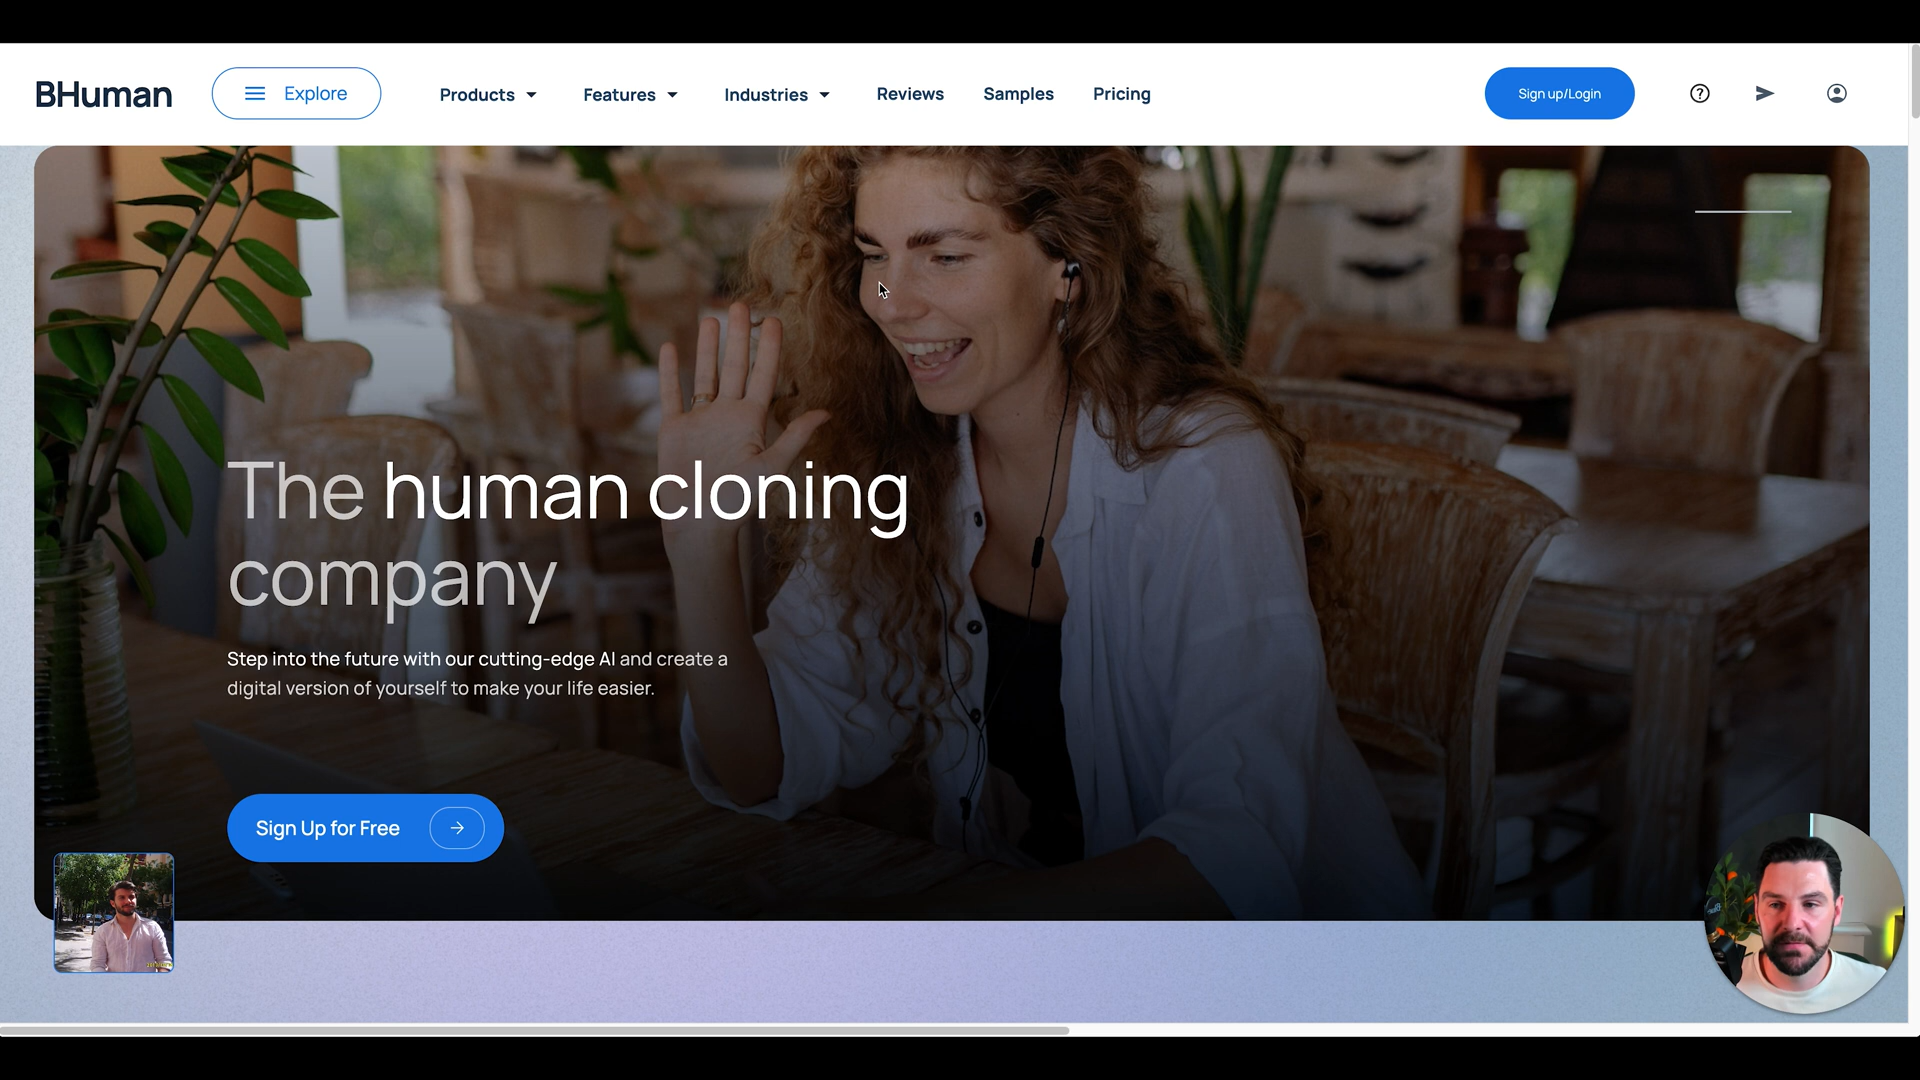 BHuman
Explore
Products
Features
Industries
Reviews
Samples
Pricing
Sign up/Login
The human cloning
company
Step into the future with our cutting-edge AI and create a
digital version of yourself to make your life easier.
Sign Up for Free